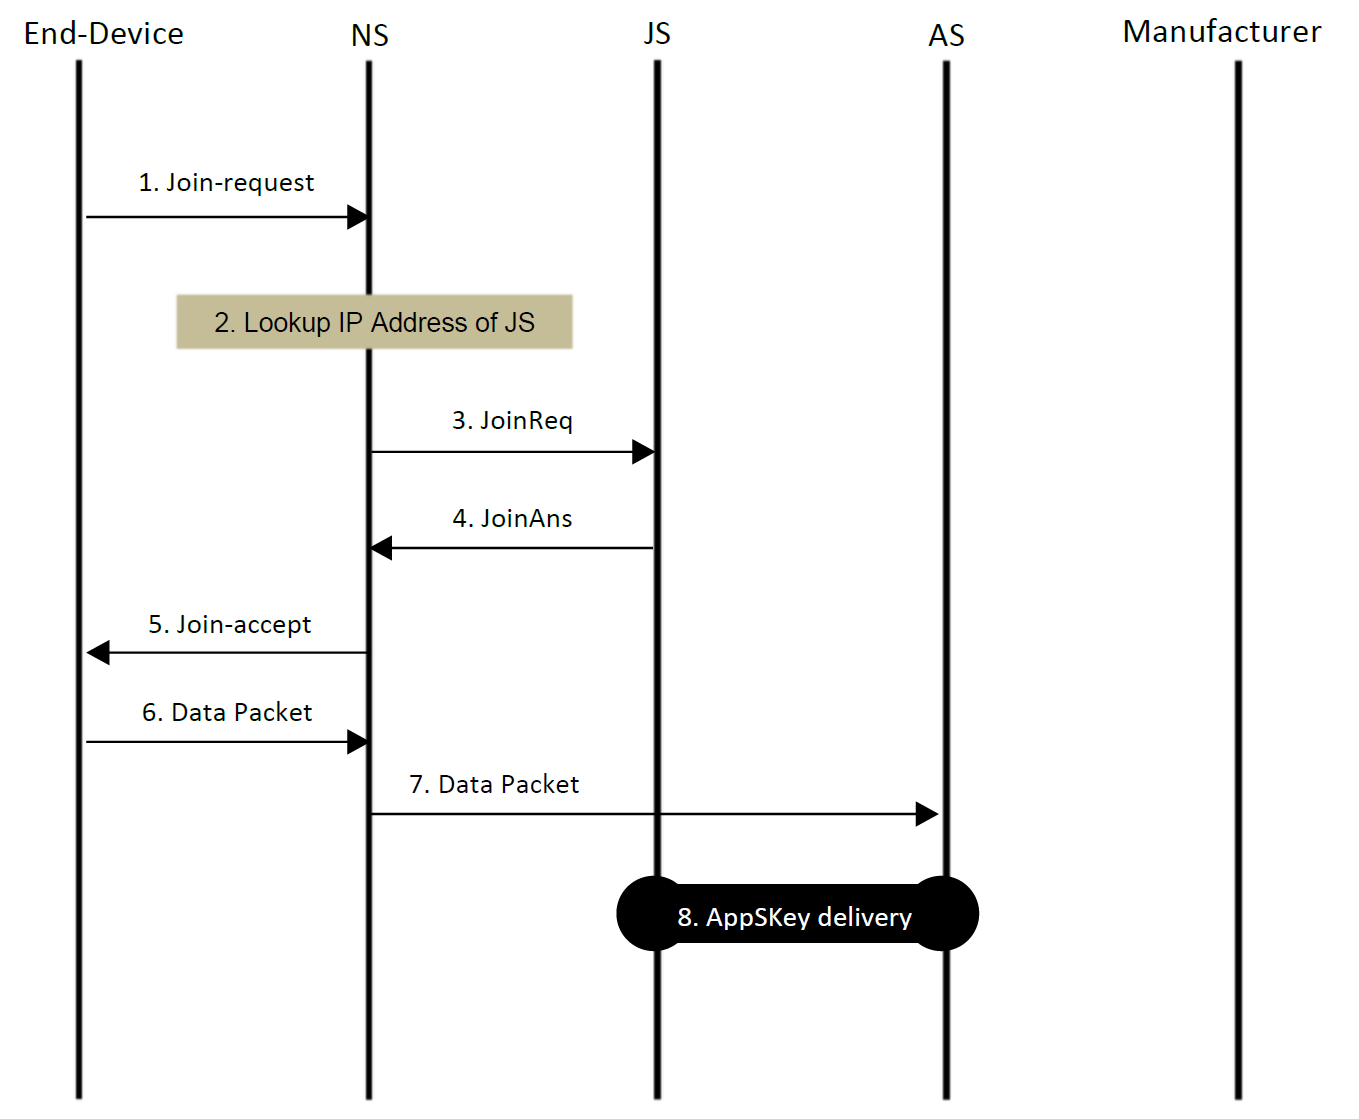 End-Device
NS
JS
AS
Manufacturer
1. Join-request
2. Lookup IP Address of JS
3. JoinReq
4. JoinAns
5. Join-accept
6. Data Packet
7. Data Packet
8. AppSKey delivery